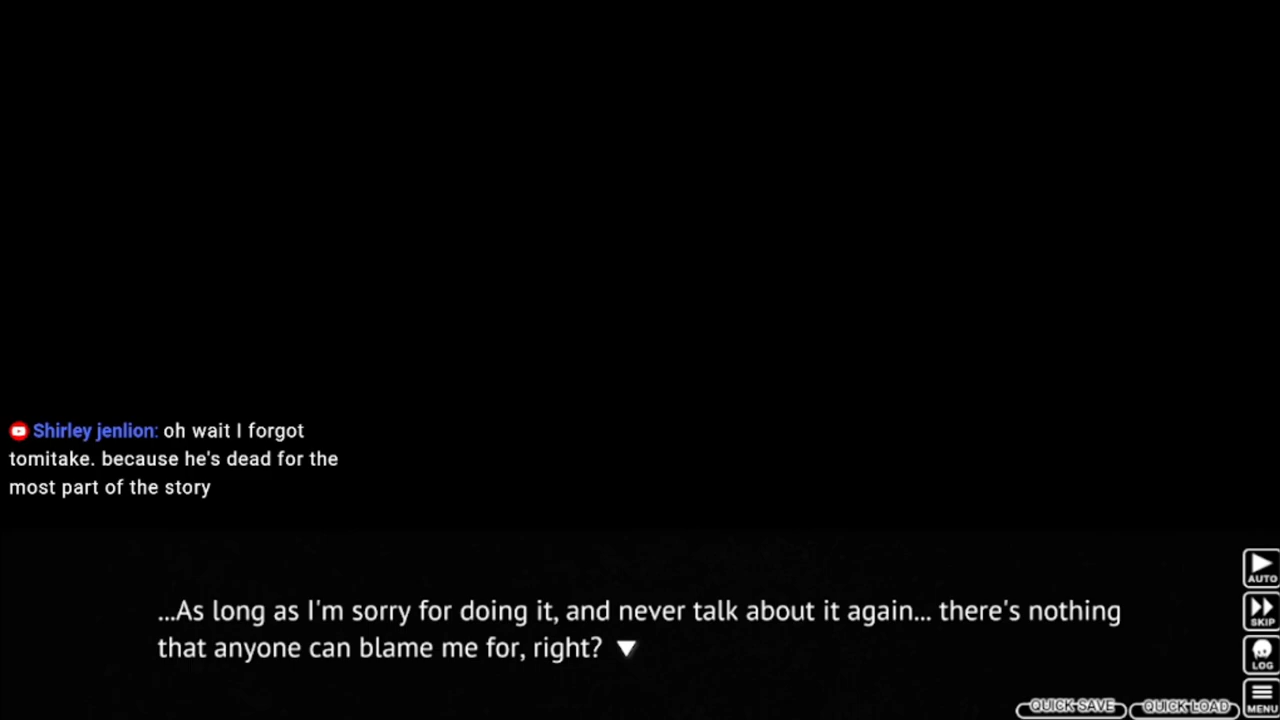 Shirley jenlion: oh wait I forgot
tomitake. because he's dead for the
most part of the story
...As long as I'm sorry for doing it, and never talk about it again... there's nothing
that anyone can blame me for, right?
AUTO
SKIP
LOG
MENU
QUICK SAVE
QUICK LOAD